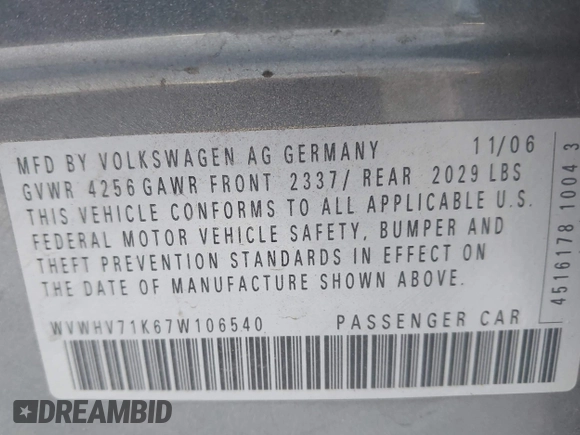 MFD BY VOLKSWAGEN AG GERMANY 11/06
GVWR 4256 GAWR FRONT 2337/ REAR 2029 LBS
THIS VEHICLE CONFORMS TO ALL APPLICABLE U.S.
FEDERAL MOTOR VEHICLE SAFETY, BUMPER AND
THEFT PREVENTION STANDARDS IN EFFECT ON
THE DATE OF MANUFACTURE SHOWN ABOVE.
WVWHV71K67W106540 PASSENGER CAR
4516178 1004 3
DREAMBID